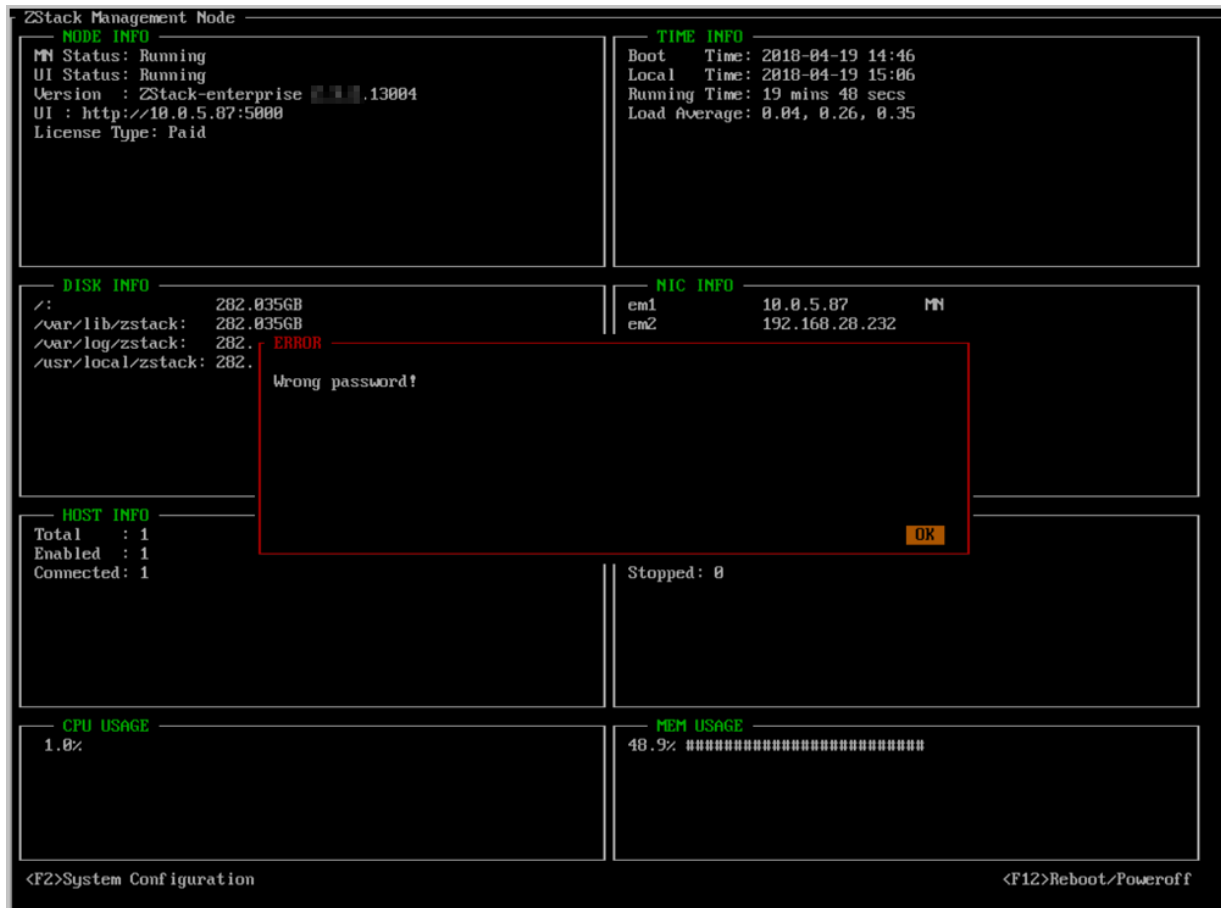 ZStack Management Node
NODE INFO
MN Status: Running
UI Status: Running
Version : ZStack-enterprise .13004
UI : http://10.0.5.87:5000
License Type: Paid
TIME INFO
Boot Time: 2018-04-19 14:46
Local Time: 2018-04-19 15:06
Running Time: 19 mins 48 secs
Load Average: 0.04, 0.26, 0.35
DISK INFO
/: 282.035GB
/var/lib/zstack: 282.035GB
/var/log/zstack: 282.
/usr/local/zstack: 282.
NIC INFO
em1 10.0.5.87 MN
em2 192.168.28.232
ERROR
Wrong password!
OK
HOST INFO
Total : 1
Enabled : 1
Connected: 1
Stopped: 0
CPU USAGE
1.0%
MEM USAGE
48.9% #########################
<F2>System Configuration
<F12>Reboot/Poweroff